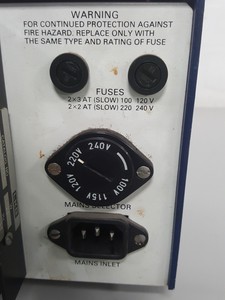 WARNING
FOR CONTINUED PROTECTION AGAINST
FIRE HAZARD. REPLACE ONLY WITH
THE SAME TYPE AND RATING OF FUSE
FUSES
2×3 AT (SLOW) 100 120 V
2×2 AT (SLOW) 220 240 V
240V
220V
120V
115V
100V
MAINS SELECTOR
MAINS INLET